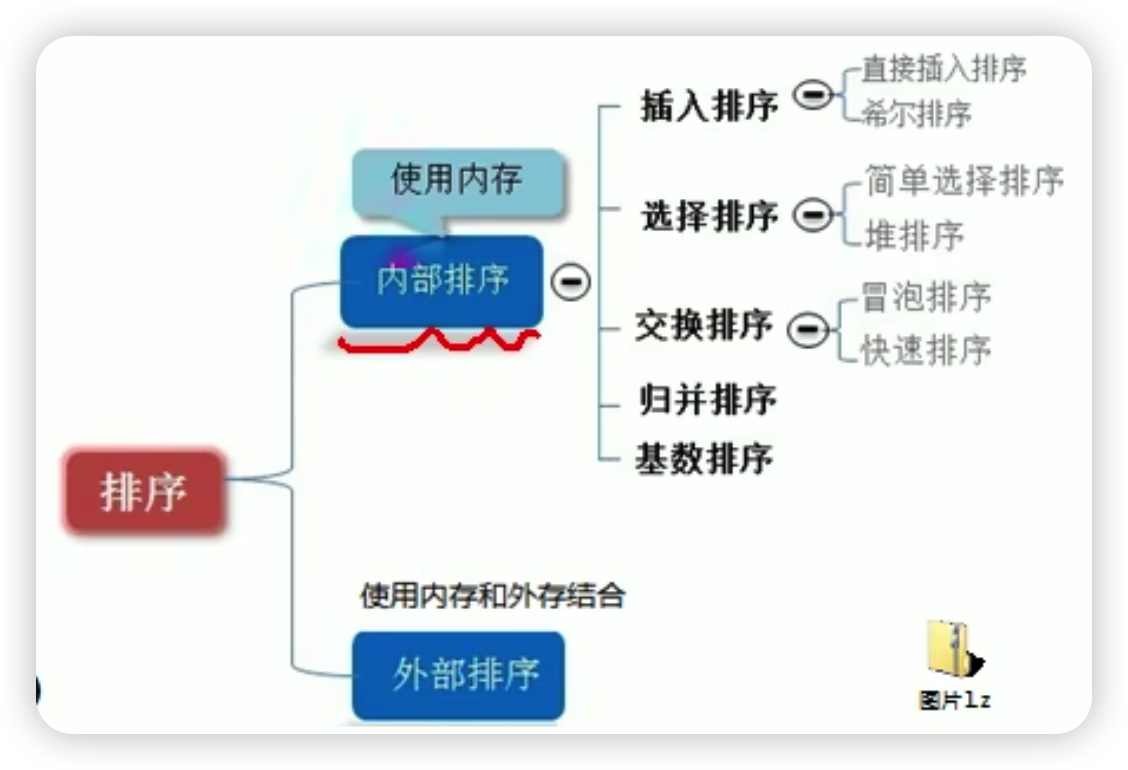 直接插入排序
插入排序
希尔排序
使用内存
简单选择排序
选择排序
堆排序
内部排序
冒泡排序
交换排序
快速排序
归并排序
基数排序
排序
使用内存和外存结合
外部排序
图片1z